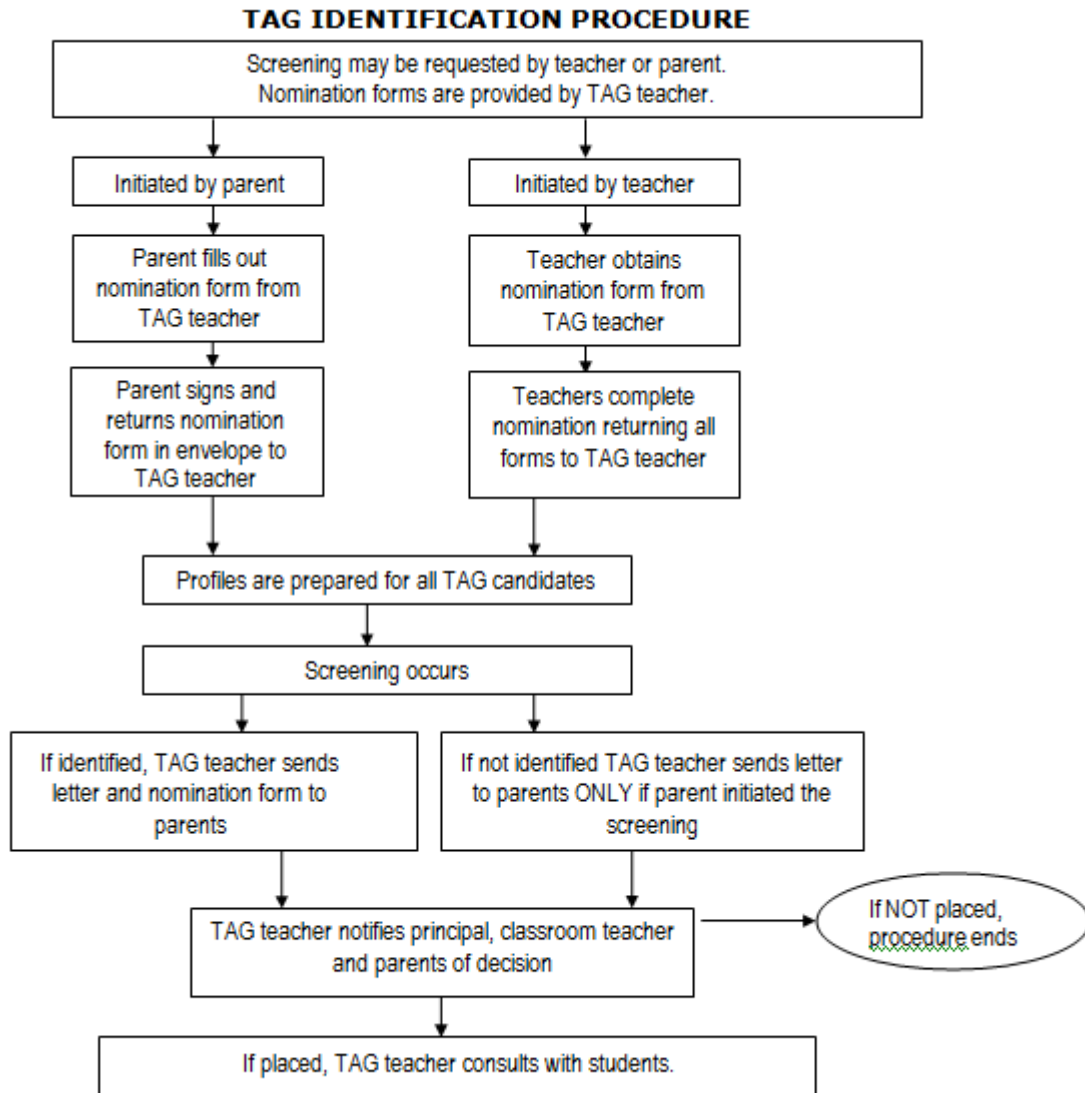 TAG IDENTIFICATION PROCEDURE
Screening may be requested by teacher or parent.
Nomination forms are provided by TAG teacher.
Initiated by parent
Initiated by teacher
Parent fills out
nomination form from
TAG teacher
Teacher obtains
nomination form from
TAG teacher
Parent signs and
returns nomination
form in envelope to
TAG teacher
Teachers complete
nomination returning all
forms to TAG teacher
Profiles are prepared for all TAG candidates
Screening occurs
If identified, TAG teacher sends
letter and nomination form to
parents
If not identified TAG teacher sends letter
to parents ONLY if parent initiated the
screening
TAG teacher notifies principal, classroom teacher
and parents of decision
If NOT placed,
procedure ends
If placed, TAG teacher consults with students.